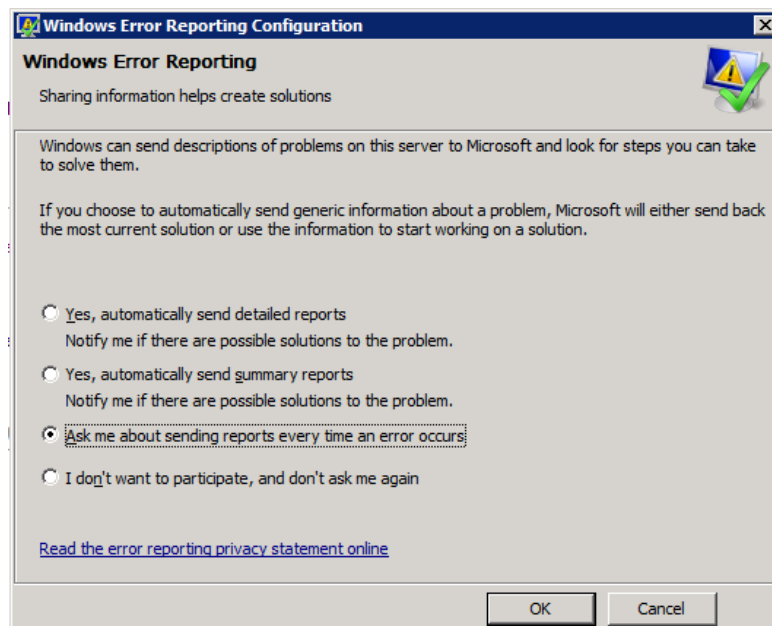 Windows Error Reporting Configuration
Windows Error Reporting
Sharing information helps create solutions
Windows can send descriptions of problems on this server to Microsoft and look for steps you can take
to solve them.
If you choose to automatically send generic information about a problem, Microsoft will either send back
the most current solution or use the information to start working on a solution.
Yes, automatically send detailed reports
Notify me if there are possible solutions to the problem.
Yes, automatically send summary reports
Notify me if there are possible solutions to the problem.
Ask me about sending reports every time an error occurs
I don't want to participate, and don't ask me again
Read the error reporting privacy statement online
OK Cancel